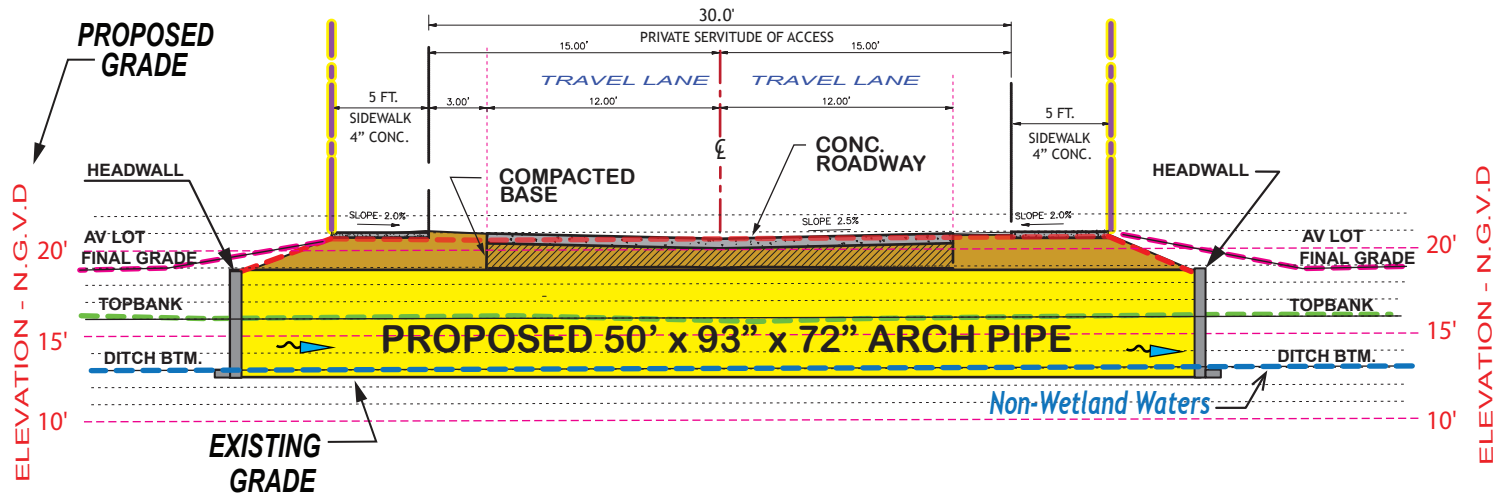 PROPOSED
GRADE
30.0'
PRIVATE SERVITUDE OF ACCESS
15.00'
15.00'
TRAVEL LANE
TRAVEL LANE
5 FT.
SIDEWALK
4” CONC.
3.00'
12.00'
12.00'
5 FT.
SIDEWALK
4” CONC.
℄
CONC.
ROADWAY
COMPACTED
BASE
HEADWALL
HEADWALL
SLOPE 2.0%
SLOPE 2.5%
SLOPE 2.0%
AV LOT
FINAL GRADE
20'
AV LOT
FINAL GRADE
20'
TOPBANK
TOPBANK
15'
PROPOSED 50’ x 93” x 72” ARCH PIPE
15'
DITCH BTM.
DITCH BTM.
Non-Wetland Waters
10'
10'
EXISTING
GRADE
ELEVATION - N.G.V.D
ELEVATION - N.G.V.D